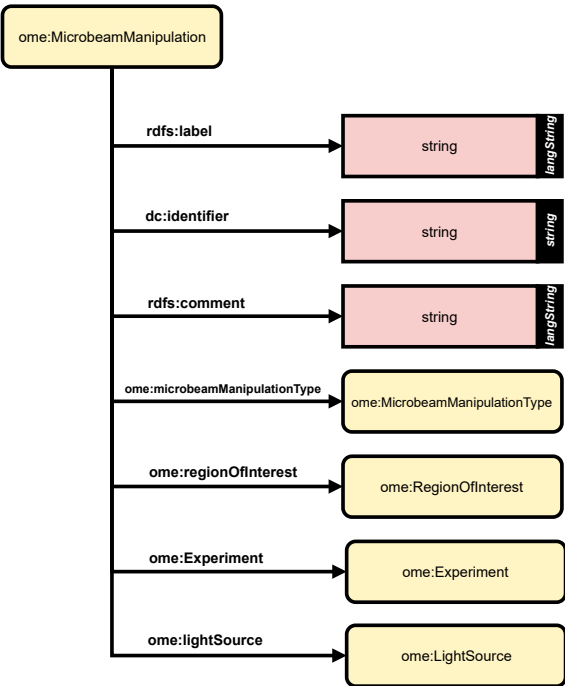 ome:MicrobeamManipulation
rdfs:label
string
langString
dc:identifier
string
string
rdfs:comment
string
langString
ome:microbeamManipulationType
ome:MicrobeamManipulationType
ome:regionOfInterest
ome:RegionOfInterest
ome:Experiment
ome:Experiment
ome:lightSource
ome:LightSource